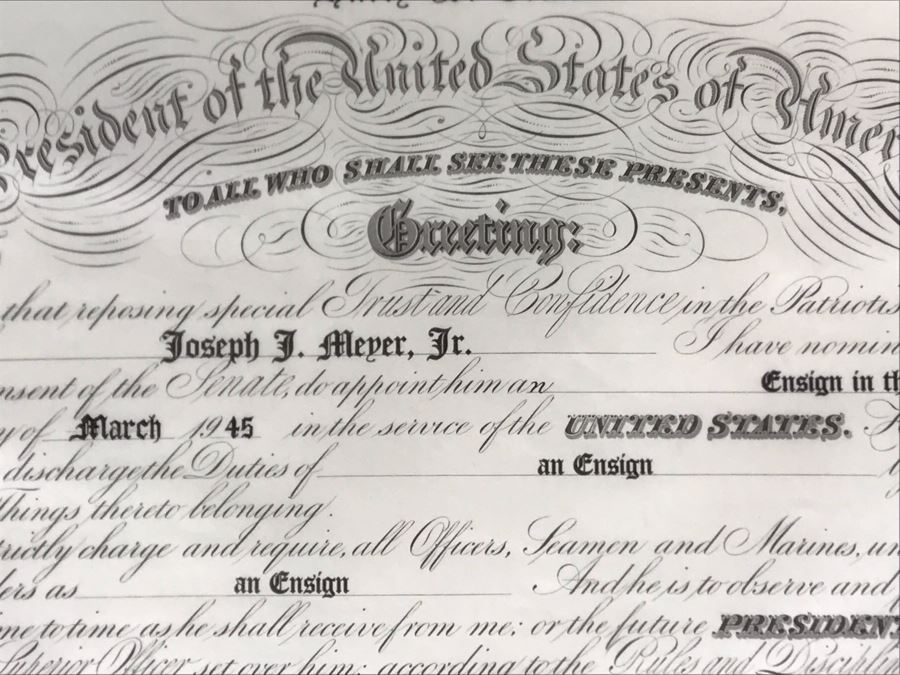 President of the United States of Amer
TO ALL WHO SHALL SEE THESE PRESENTS,
Greeting:
that reposing special Trust and Confidence in the Patriotis
Joseph J. Meyer, Jr. I have nomin
nsent of the Senate, do appoint him an Ensign in th
y of March 1945 in the service of the UNITED STATES.
discharge the Duties of an Ensign
Things thereto belonging.
trictly charge and require, all Officers, Seamen and Marines, un
ders as an Ensign And he is to observe and
me to time as he shall receive from me; or the future PRESIDENT
Superior Officer set over him; according to the Rules and Disciplin